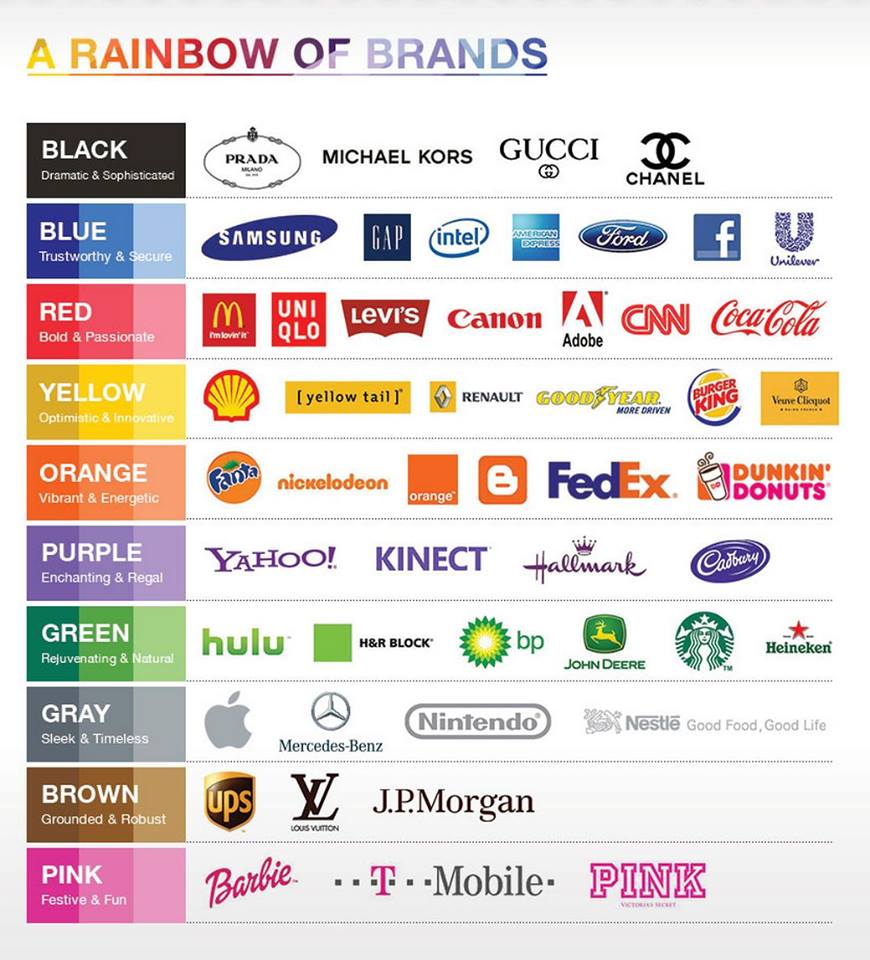 A RAINBOW OF BRANDS
BLACK
Dramatic & Sophisticated
PRADA
MILANO
MICHAEL KORS
GUCCI
CHANEL
BLUE
Trustworthy & Secure
SAMSUNG
GAP
intel
AMERICAN
EXPRESS
Ford
f
U
Unilever
RED
Bold & Passionate
M
i'm lovin' it
UNI
QLO
LEVI'S
Canon
Adobe
CNN
Coca-Cola
YELLOW
Optimistic & Innovative
[ yellow tail ]®
RENAULT
GOODYEAR
MORE DRIVEN
BURGER
KING
Veuve Clicquot
ORANGE
Vibrant & Energetic
Fanta
nickelodeon
orange™
B
FedEx®
DUNKIN'
DONUTS®
PURPLE
Enchanting & Regal
YAHOO!
KINECT
Hallmark
Cadbury
GREEN
Rejuvenating & Natural
hulu
H&R BLOCK®
bp
JOHN DEERE
TM
Heineken
GRAY
Sleek & Timeless
Mercedes-Benz
Nintendo
Nestlē Good Food, Good Life
BROWN
Grounded & Robust
ups
LV
LOUIS VUITTON
J.P.Morgan
PINK
Festive & Fun
Barbie
T Mobile
PINK
VICTORIA'S SECRET